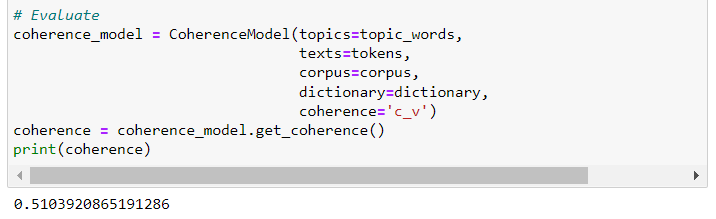 # Evaluate
coherence_model = CoherenceModel(topics=topic_words,
texts=tokens,
corpus=corpus,
dictionary=dictionary,
coherence='c_v')
coherence = coherence_model.get_coherence()
print(coherence)
0.5103920865191286